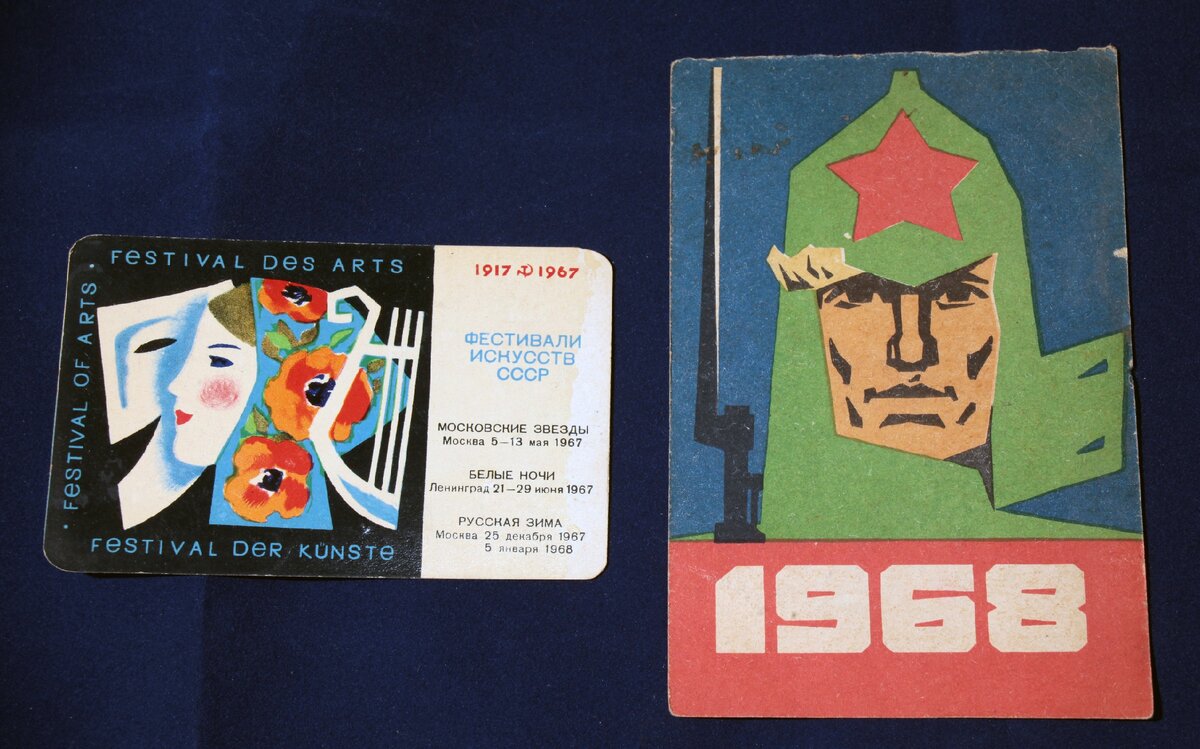 FESTIVAL DES ARTS
FESTIVAL OF ARTS
FESTIVAL DER KÜNSTE
1917 1967
ФЕСТИВАЛИ
ИСКУССТВ
СССР
МОСКОВСКИЕ ЗВЕЗДЫ
Москва 5—13 мая 1967
БЕЛЫЕ НОЧИ
Ленинград 21—29 июня 1967
РУССКАЯ ЗИМА
Москва 25 декабря 1967
5 января 1968
1968